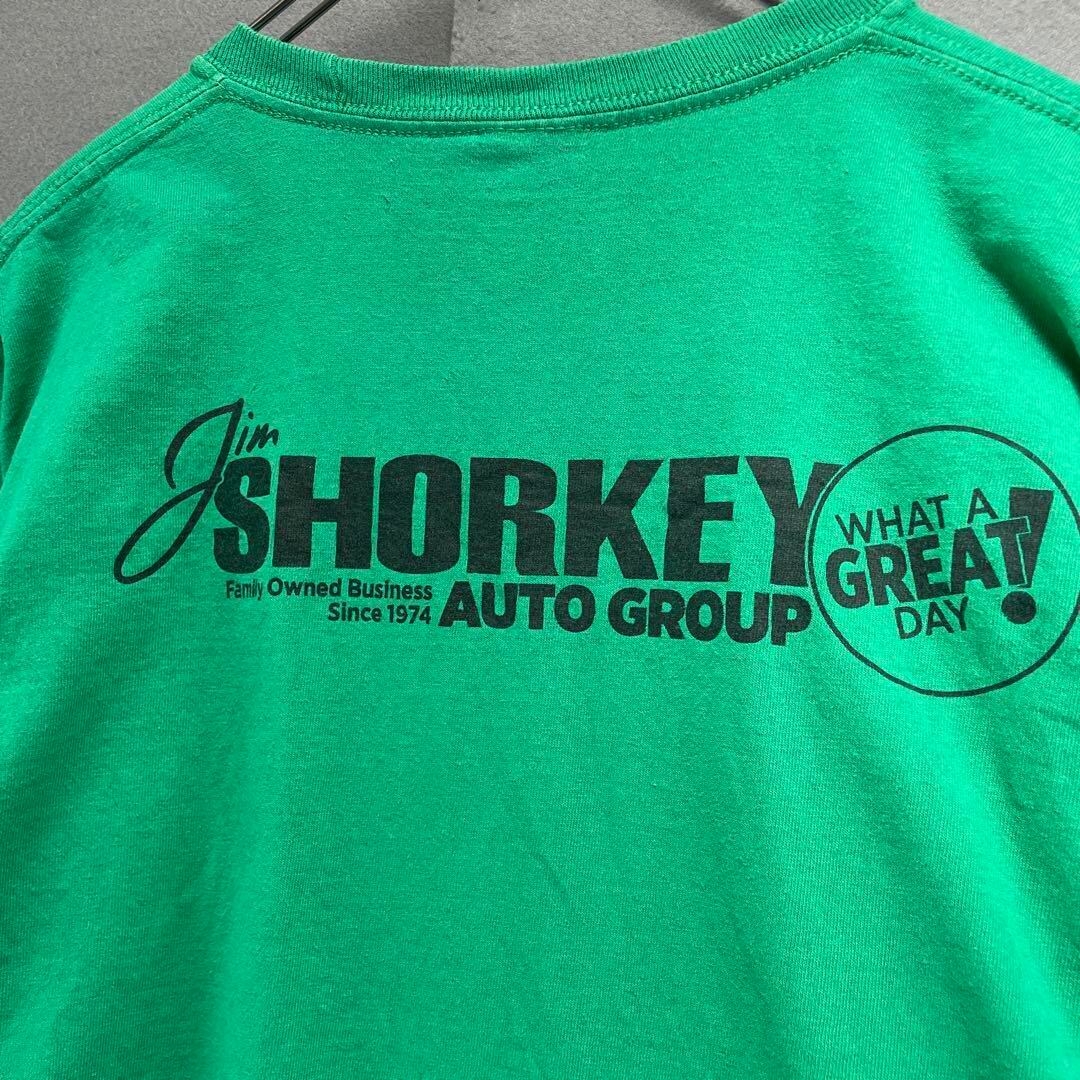 Jim
SHORKEY
Family Owned Business
Since 1974
AUTO GROUP
WHAT A
GREAT!
DAY